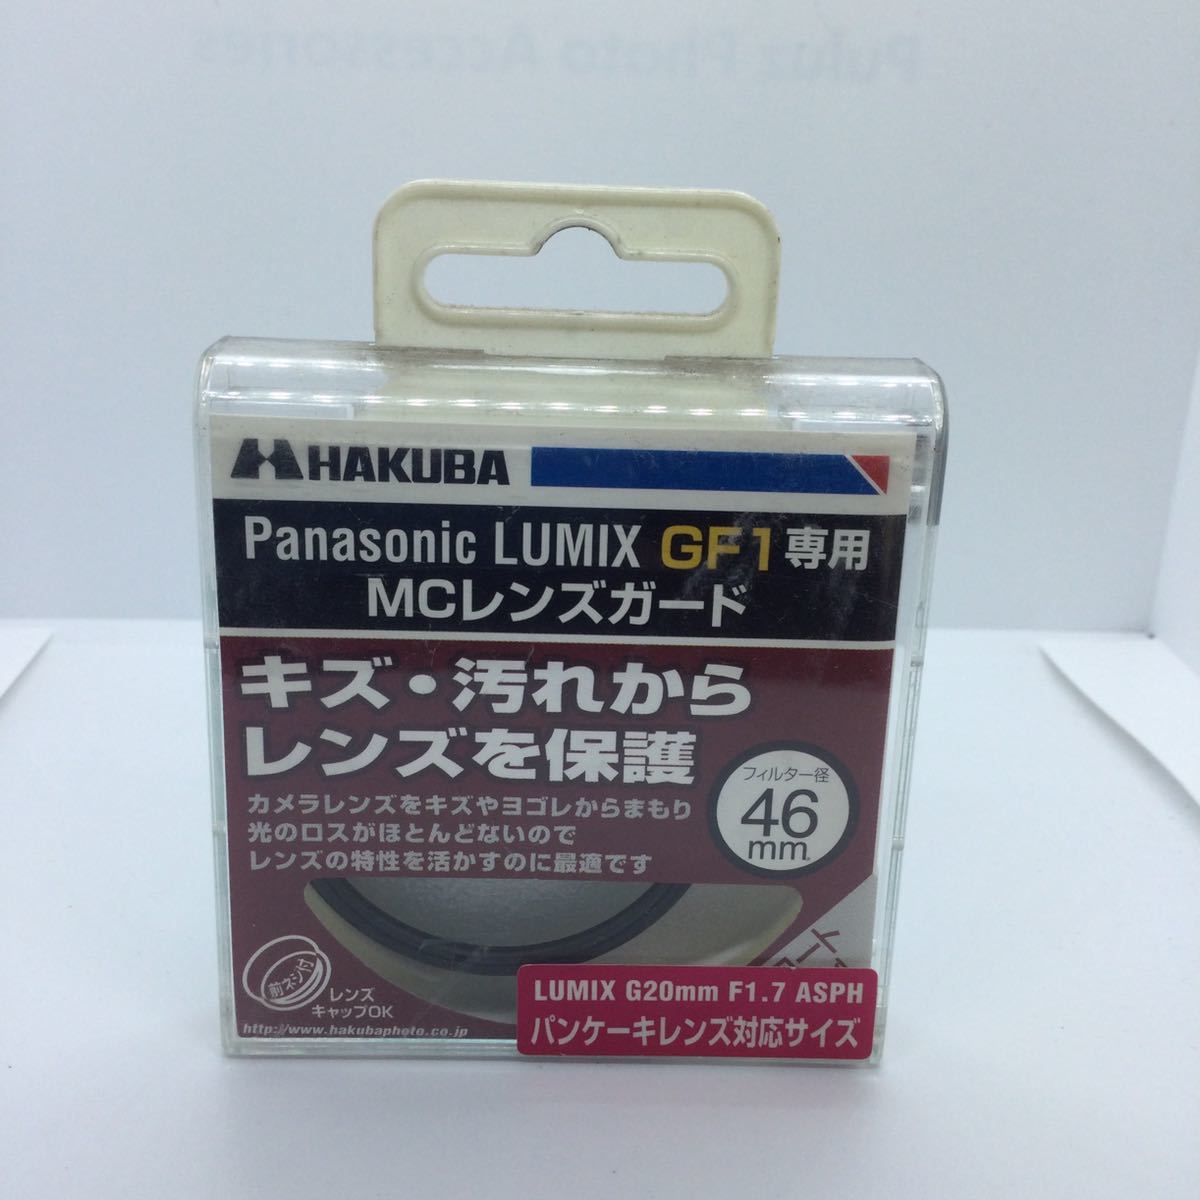 Puluz Photo Accessories
HAKUBA
Panasonic LUMIX GF1専用
MCレンズガード
キズ・汚れから
レンズを保護
カメラレンズをキズやヨゴレからまもり
光のロスがほとんどないので
レンズの特性を活かすのに最適です
フィルター径
46
mm
前ネジ付
レンズ
キャップOK
http://www.hakubaphoto.co.jp
LUMIX G20mm F1.7 ASPH
パンケーキレンズ対応サイズ